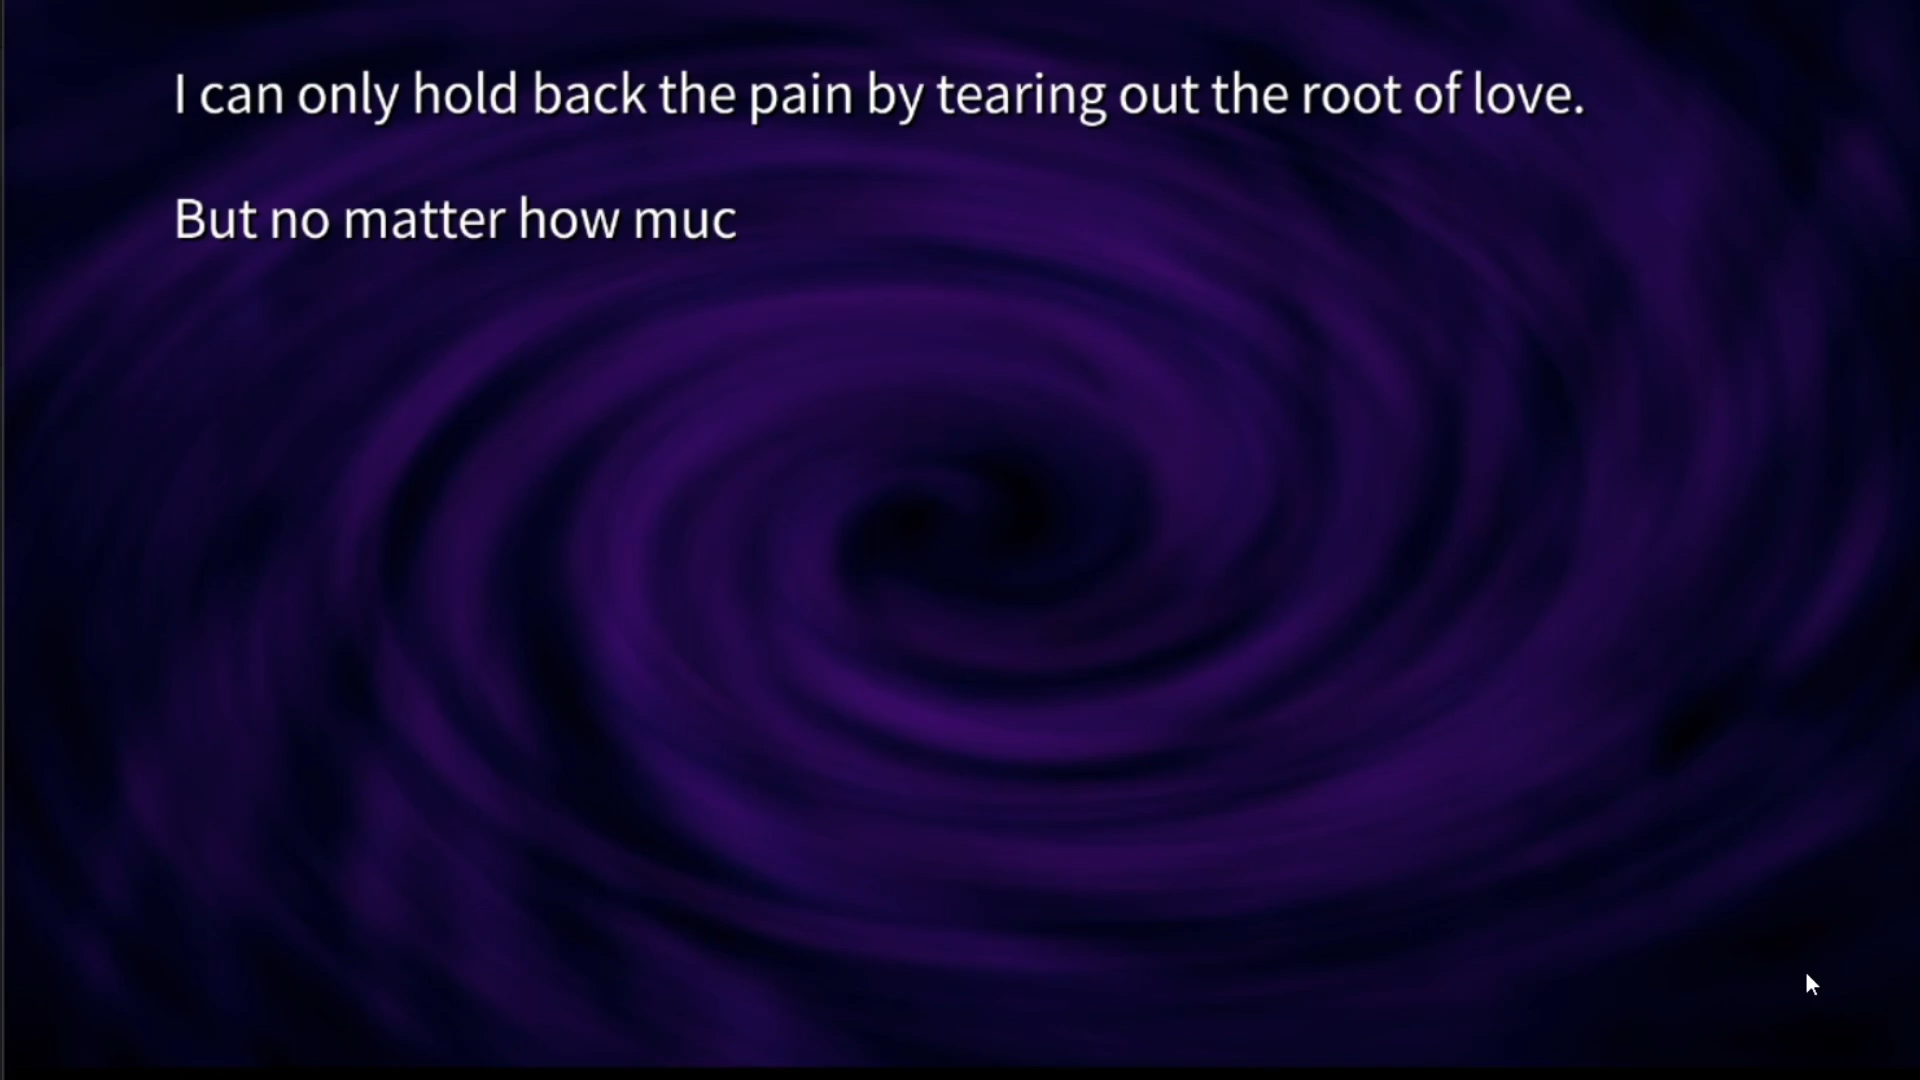 I can only hold back the pain by tearing out the root of love.
But no matter how muc